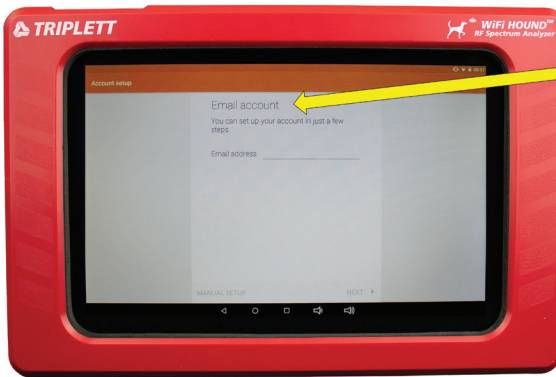 TRIPLETT
WiFi HOUND™
RF Spectrum Analyzer
Account setup
Email account
You can set up your account in just a few
steps
Email address
MANUAL SETUP
NEXT